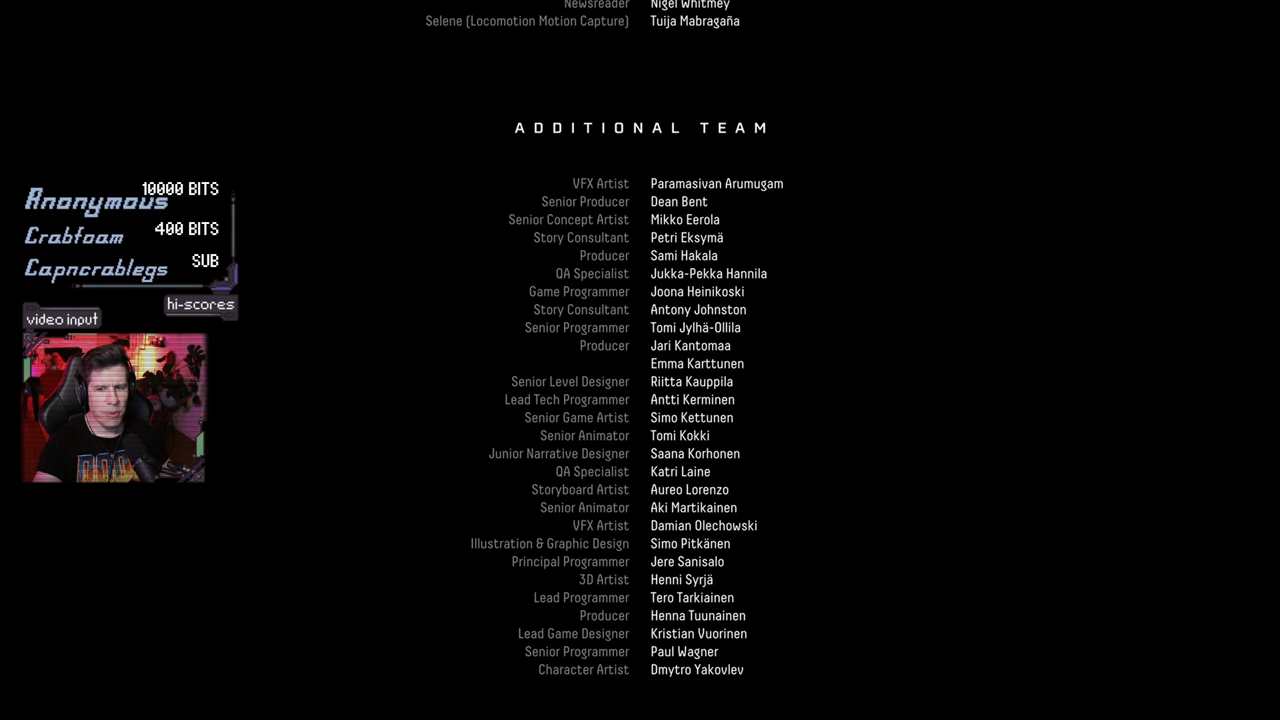 Newsreader Nigel Whitmey
Selene (Locomotion Motion Capture) Tuija Mabragaña
ADDITIONAL TEAM
VFX Artist Paramasivan Arumugam
Senior Producer Dean Bent
Senior Concept Artist Mikko Eerola
Story Consultant Petri Eksymä
Producer Sami Hakala
QA Specialist Jukka-Pekka Hannila
Game Programmer Joona Heinikoski
Story Consultant Antony Johnston
Senior Programmer Tomi Jylhä-Ollila
Producer Jari Kantomaa
Emma Karttunen
Senior Level Designer Riitta Kauppila
Lead Tech Programmer Antti Kerminen
Senior Game Artist Simo Kettunen
Senior Animator Tomi Kokki
Junior Narrative Designer Saana Korhonen
QA Specialist Katri Laine
Storyboard Artist Aureo Lorenzo
Senior Animator Aki Martikainen
VFX Artist Damian Olechowski
Illustration & Graphic Design Simo Pitkänen
Principal Programmer Jere Sanisalo
3D Artist Henni Syrjä
Lead Programmer Tero Tarkiainen
Producer Henna Tuunainen
Lead Game Designer Kristian Vuorinen
Senior Programmer Paul Wagner
Character Artist Dmytro Yakovlev
Anonymous 10000 BITS
Crabfoam 400 BITS
Capncrablegs SUB
hi-scores
video input